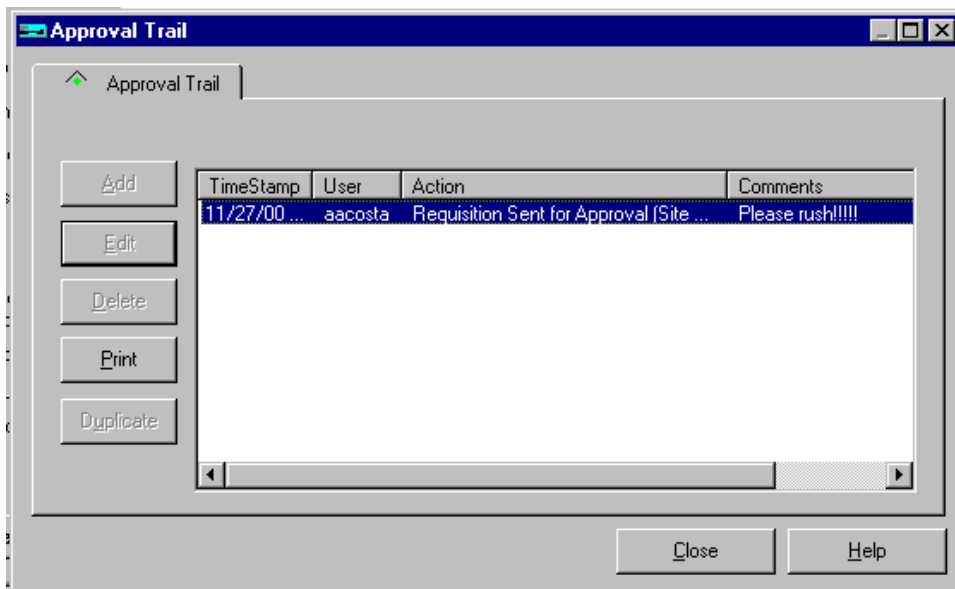 Approval Trail
Approval Trail
Add
Edit
Delete
Print
Duplicate
TimeStamp User Action Comments
11/27/00 ... aacosta Requisition Sent for Approval (Site ... Please rush!!!!!
Close
Help